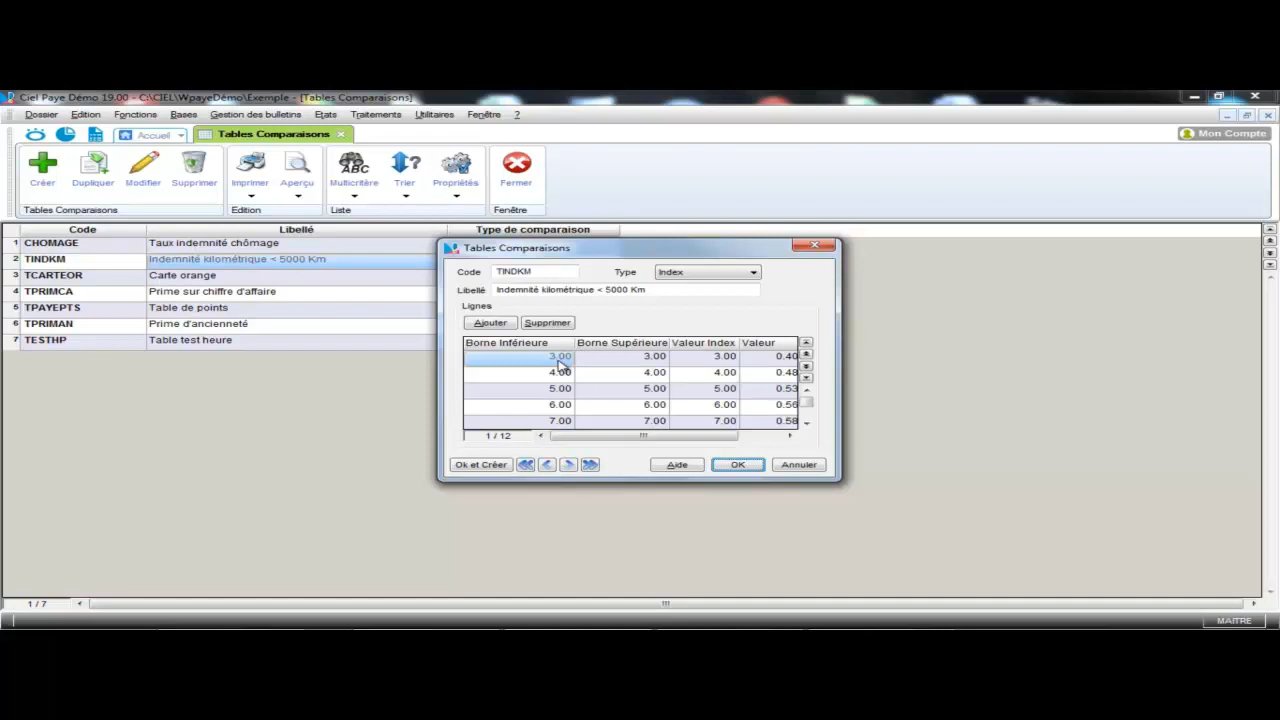 Ciel Paye Démo 19.00 - C:\CIEL\WpayeDémo\Exemple - [Tables Comparaisons]
Dossier Edition Fonctions Bases Gestion des bulletins Etats Traitements Utilitaires Fenêtre ?
Accueil Tables Comparaisons Mon Compte
ABC ?
Créer Dupliquer Modifier Supprimer Imprimer Aperçu Multicritère Trier Propriétés Fermer
Tables Comparaisons Edition Liste Fenêtre
Code Libellé Type de comparaison
1 CHOMAGE Taux indemnité chômage
2 TINDKM Indemnité kilométrique < 5000 Km
3 TCARTEOR Carte orange
4 TPRIMCA Prime sur chiffre d'affaire
5 TPAYEPTS Table de points
6 TPRIMAN Prime d'ancienneté
7 TESTHP Table test heure
Tables Comparaisons
Code TINDKM Type Index
Libellé Indemnité kilométrique < 5000 Km
Lignes
Ajouter Supprimer
Borne Inférieure Borne Supérieure Valeur Index Valeur
3.00 3.00 3.00 0.40
4.00 4.00 4.00 0.48
5.00 5.00 5.00 0.53
6.00 6.00 6.00 0.56
7.00 7.00 7.00 0.58
1 / 12
Ok et Créer Aide OK Annuler
1 / 7
MAITRE